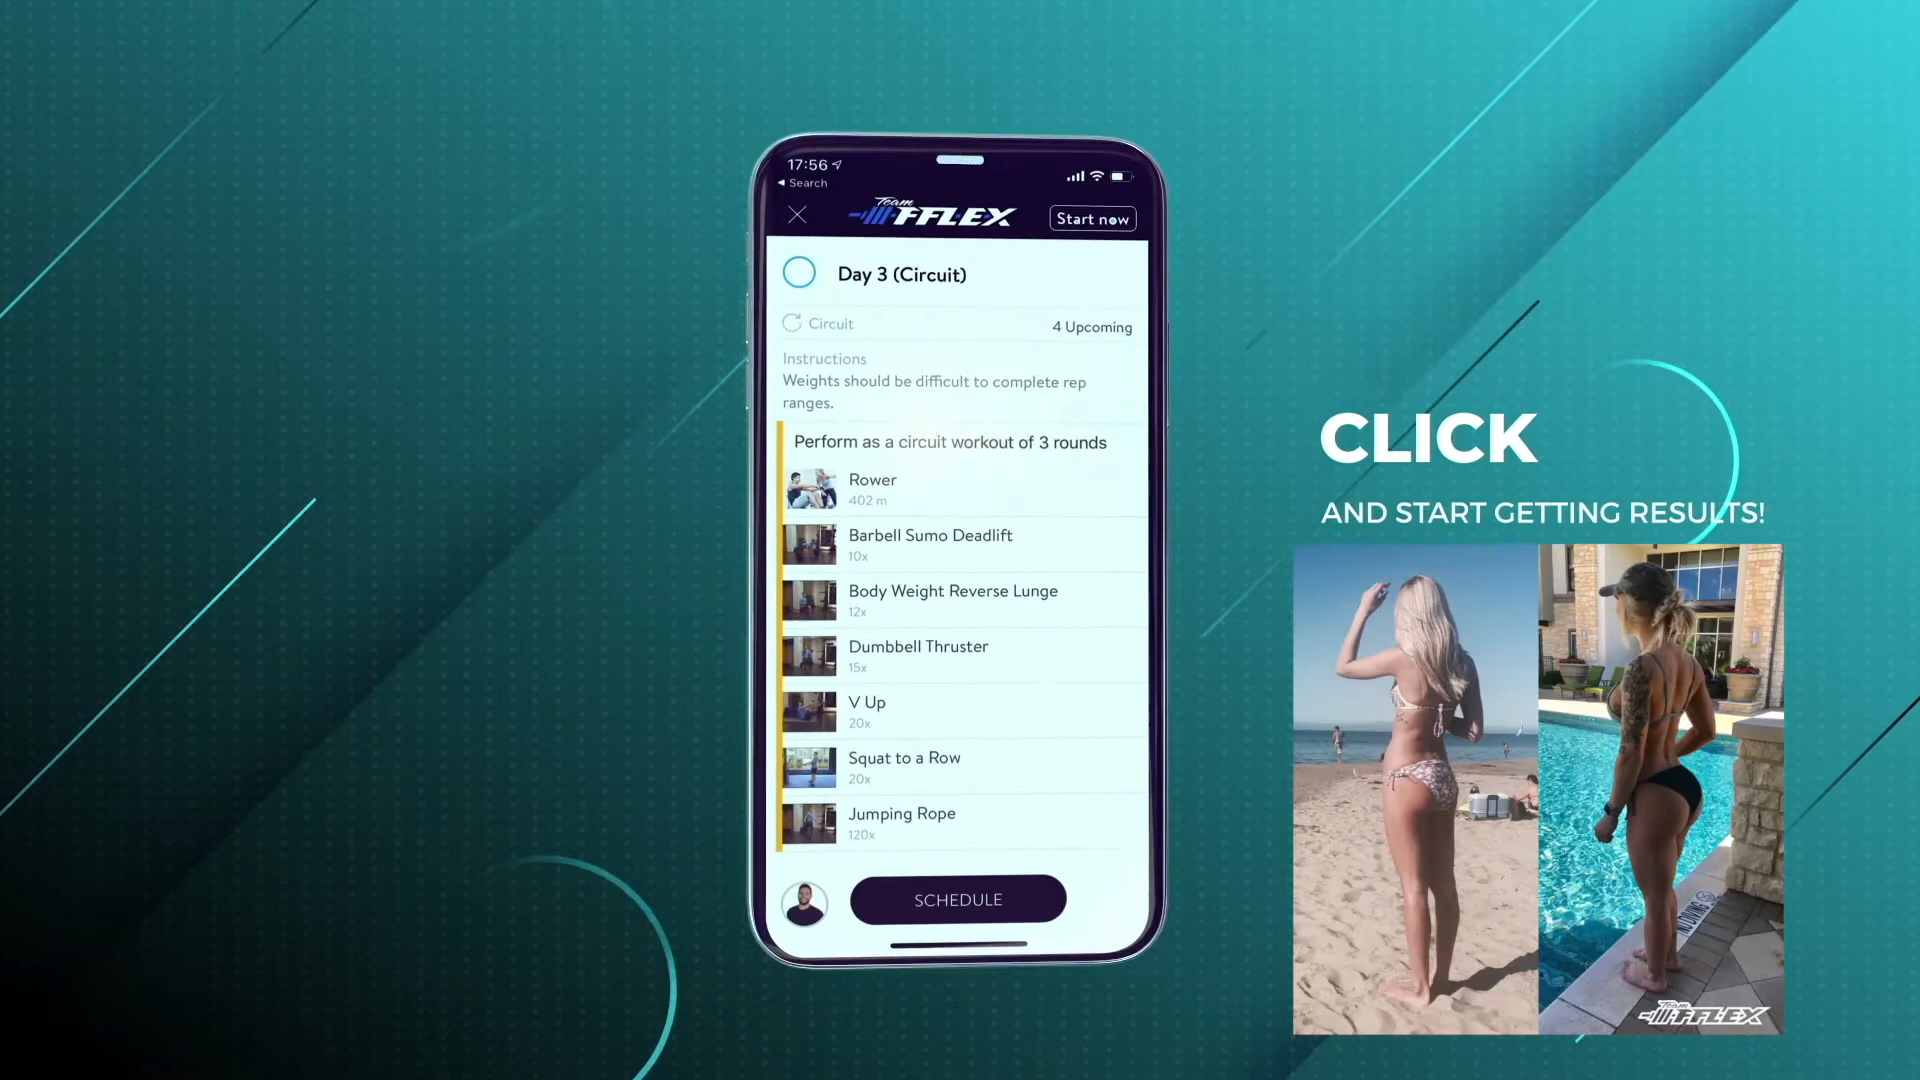 17:56
Search
Team
FFLEX
Start now
Day 3 (Circuit)
Circuit
4 Upcoming
Instructions
Weights should be difficult to complete rep
ranges.
Perform as a circuit workout of 3 rounds
Rower
402 m
Barbell Sumo Deadlift
10x
Body Weight Reverse Lunge
12x
Dumbbell Thruster
15x
V Up
20x
Squat to a Row
20x
Jumping Rope
120x
SCHEDULE
CLICK
AND START GETTING RESULTS!
NO DIVING
Team
FFLEX